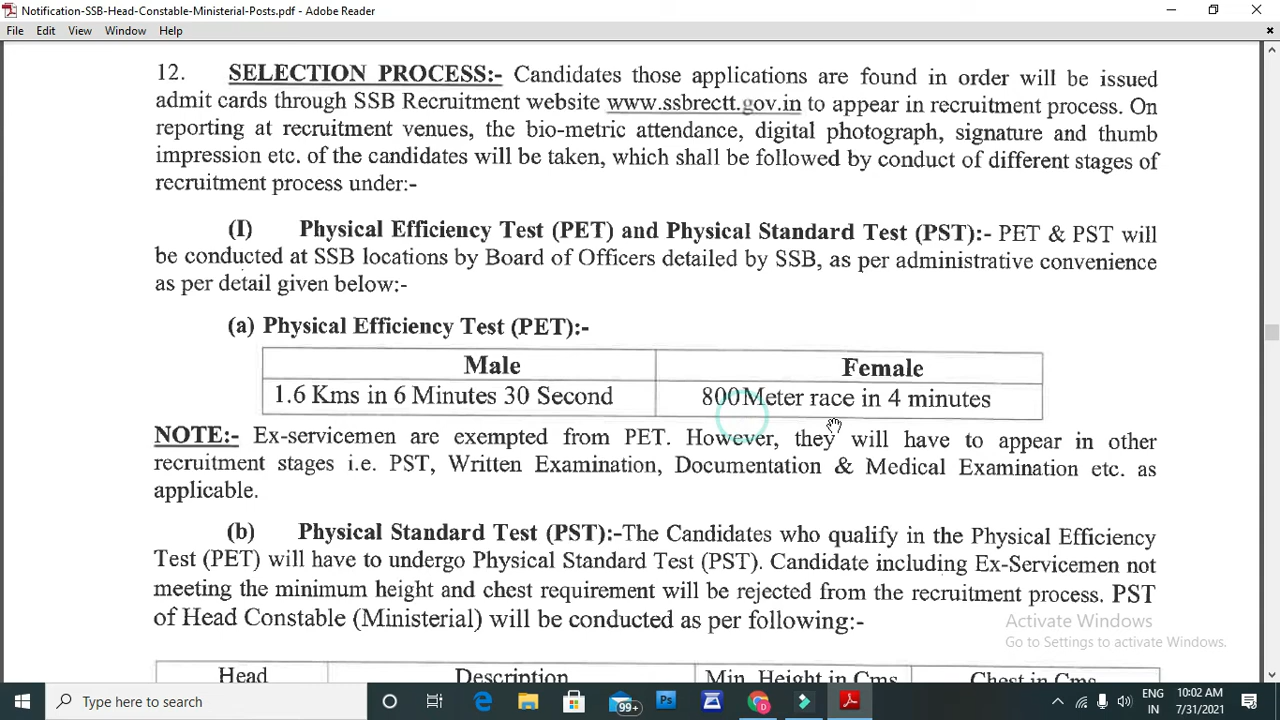 Notification-SSB-Head-Constable-Ministerial-Posts.pdf - Adobe Reader
File Edit View Window Help
12. SELECTION PROCESS:- Candidates those applications are found in order will be issued
admit cards through SSB Recruitment website www.ssbrectt.gov.in to appear in recruitment process. On
reporting at recruitment venues, the bio-metric attendance, digital photograph, signature and thumb
impression etc. of the candidates will be taken, which shall be followed by conduct of different stages of
recruitment process under:-
(I) Physical Efficiency Test (PET) and Physical Standard Test (PST):- PET & PST will
be conducted at SSB locations by Board of Officers detailed by SSB, as per administrative convenience
as per detail given below:-
(a) Physical Efficiency Test (PET):-
Male Female
1.6 Kms in 6 Minutes 30 Second 800Meter race in 4 minutes
NOTE:- Ex-servicemen are exempted from PET. However, they will have to appear in other
recruitment stages i.e. PST, Written Examination, Documentation & Medical Examination etc. as
applicable.
(b) Physical Standard Test (PST):-The Candidates who qualify in the Physical Efficiency
Test (PET) will have to undergo Physical Standard Test (PST). Candidate including Ex-Servicemen not
meeting the minimum height and chest requirement will be rejected from the recruitment process. PST
of Head Constable (Ministerial) will be conducted as per following:-
Activate Windows
Go to Settings to activate Windows.
Head Description Min. Height in Cms Chest in Cms
Type here to search
99+
Ps
ENG 10:02 AM
IN 7/31/2021